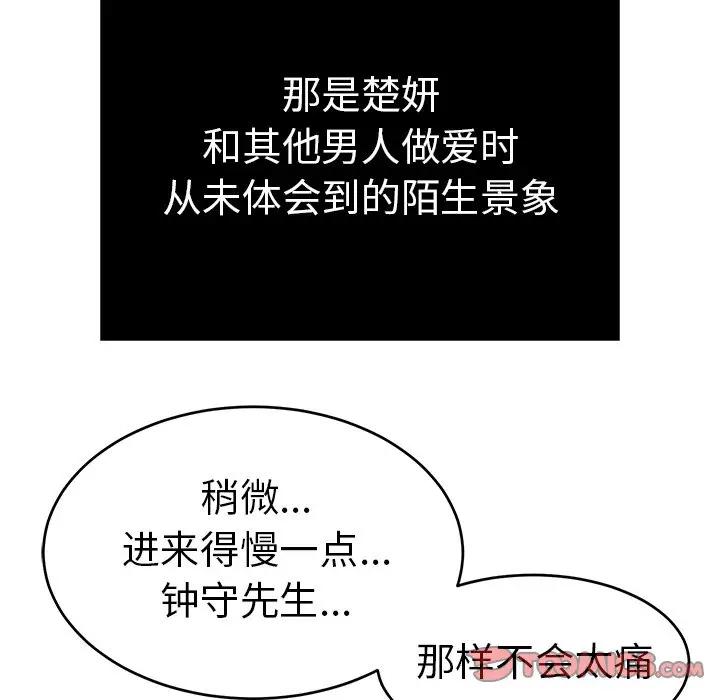 那是楚妍
和其他男人做爱时
从未体会到的陌生景象
稍微...
进来得慢一点...
钟守先生...
那样不会太痛